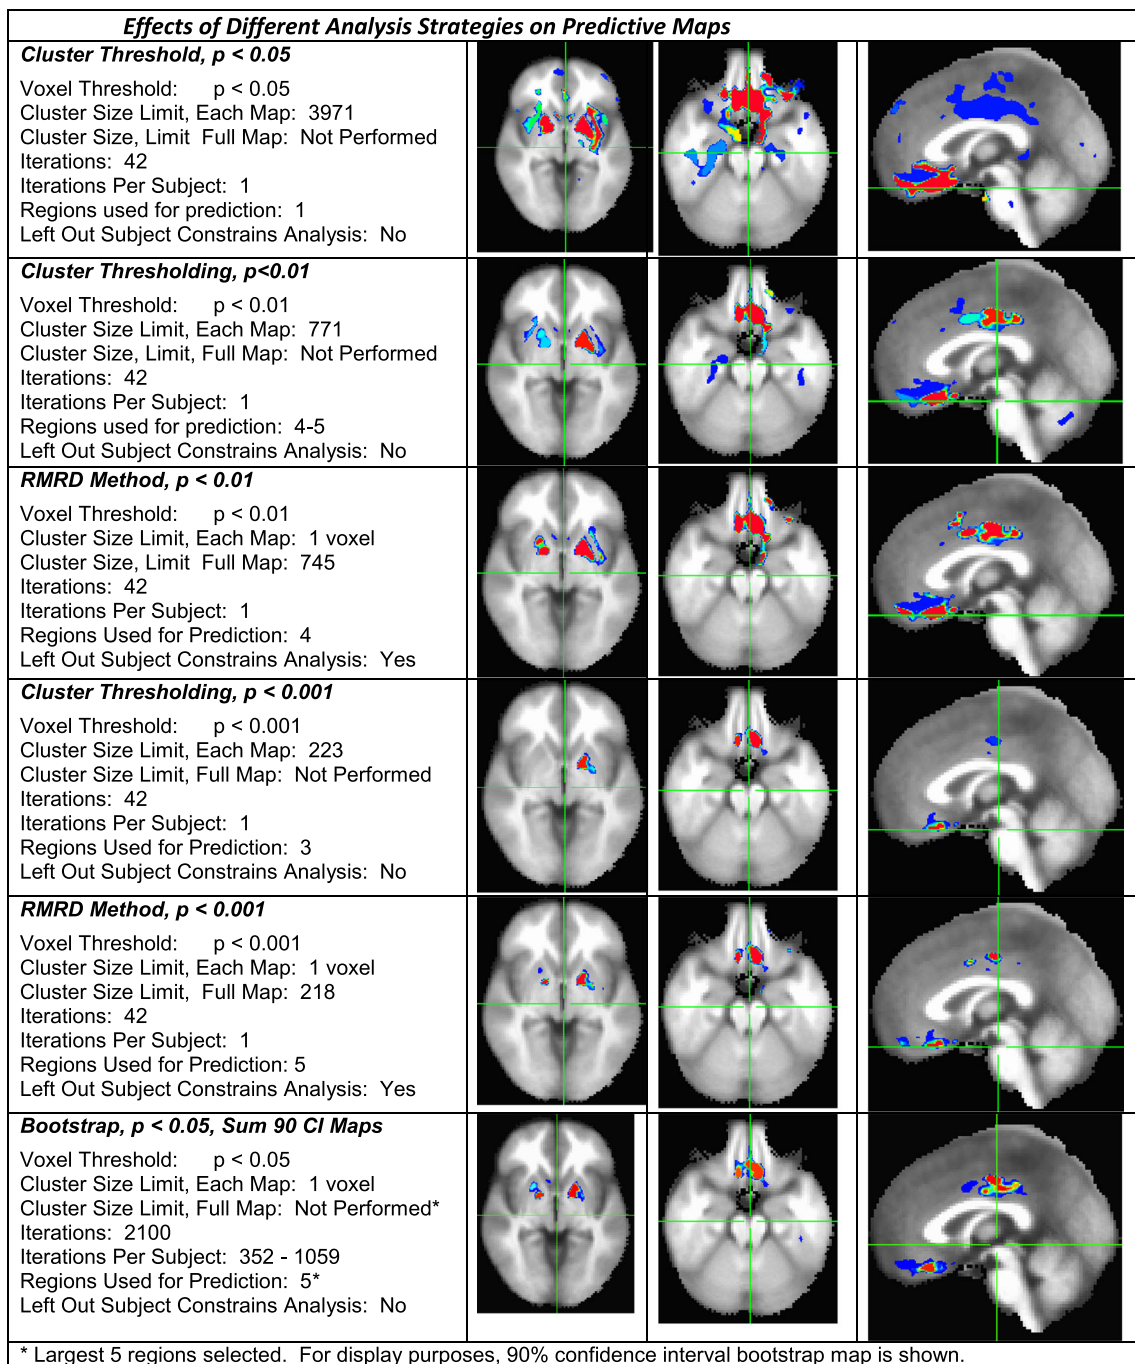 Effects of Different Analysis Strategies on Predictive Maps
Cluster Threshold, p < 0.05
Voxel Threshold: p < 0.05
Cluster Size Limit, Each Map: 3971
Cluster Size, Limit Full Map: Not Performed
Iterations: 42
Iterations Per Subject: 1
Regions used for prediction: 1
Left Out Subject Constrains Analysis: No
Cluster Thresholding, p<0.01
Voxel Threshold: p < 0.01
Cluster Size Limit, Each Map: 771
Cluster Size, Limit, Full Map: Not Performed
Iterations: 42
Iterations Per Subject: 1
Regions used for prediction: 4-5
Left Out Subject Constrains Analysis: No
RMRD Method, p < 0.01
Voxel Threshold: p < 0.01
Cluster Size Limit, Each Map: 1 voxel
Cluster Size, Limit Full Map: 745
Iterations: 42
Iterations Per Subject: 1
Regions Used for Prediction: 4
Left Out Subject Constrains Analysis: Yes
Cluster Thresholding, p < 0.001
Voxel Threshold: p < 0.001
Cluster Size Limit, Each Map: 223
Cluster Size Limit, Full Map: Not Performed
Iterations: 42
Iterations Per Subject: 1
Regions Used for Prediction: 3
Left Out Subject Constrains Analysis: No
RMRD Method, p < 0.001
Voxel Threshold: p < 0.001
Cluster Size Limit, Each Map: 1 voxel
Cluster Size Limit, Full Map: 218
Iterations: 42
Iterations Per Subject: 1
Regions Used for Prediction: 5
Left Out Subject Constrains Analysis: Yes
Bootstrap, p < 0.05, Sum 90 CI Maps
Voxel Threshold: p < 0.05
Cluster Size Limit, Each Map: 1 voxel
Cluster Size Limit, Full Map: Not Performed*
Iterations: 2100
Iterations Per Subject: 352 - 1059
Regions Used for Prediction: 5*
Left Out Subject Constrains Analysis: No
* Largest 5 regions selected. For display purposes, 90% confidence interval bootstrap map is shown.